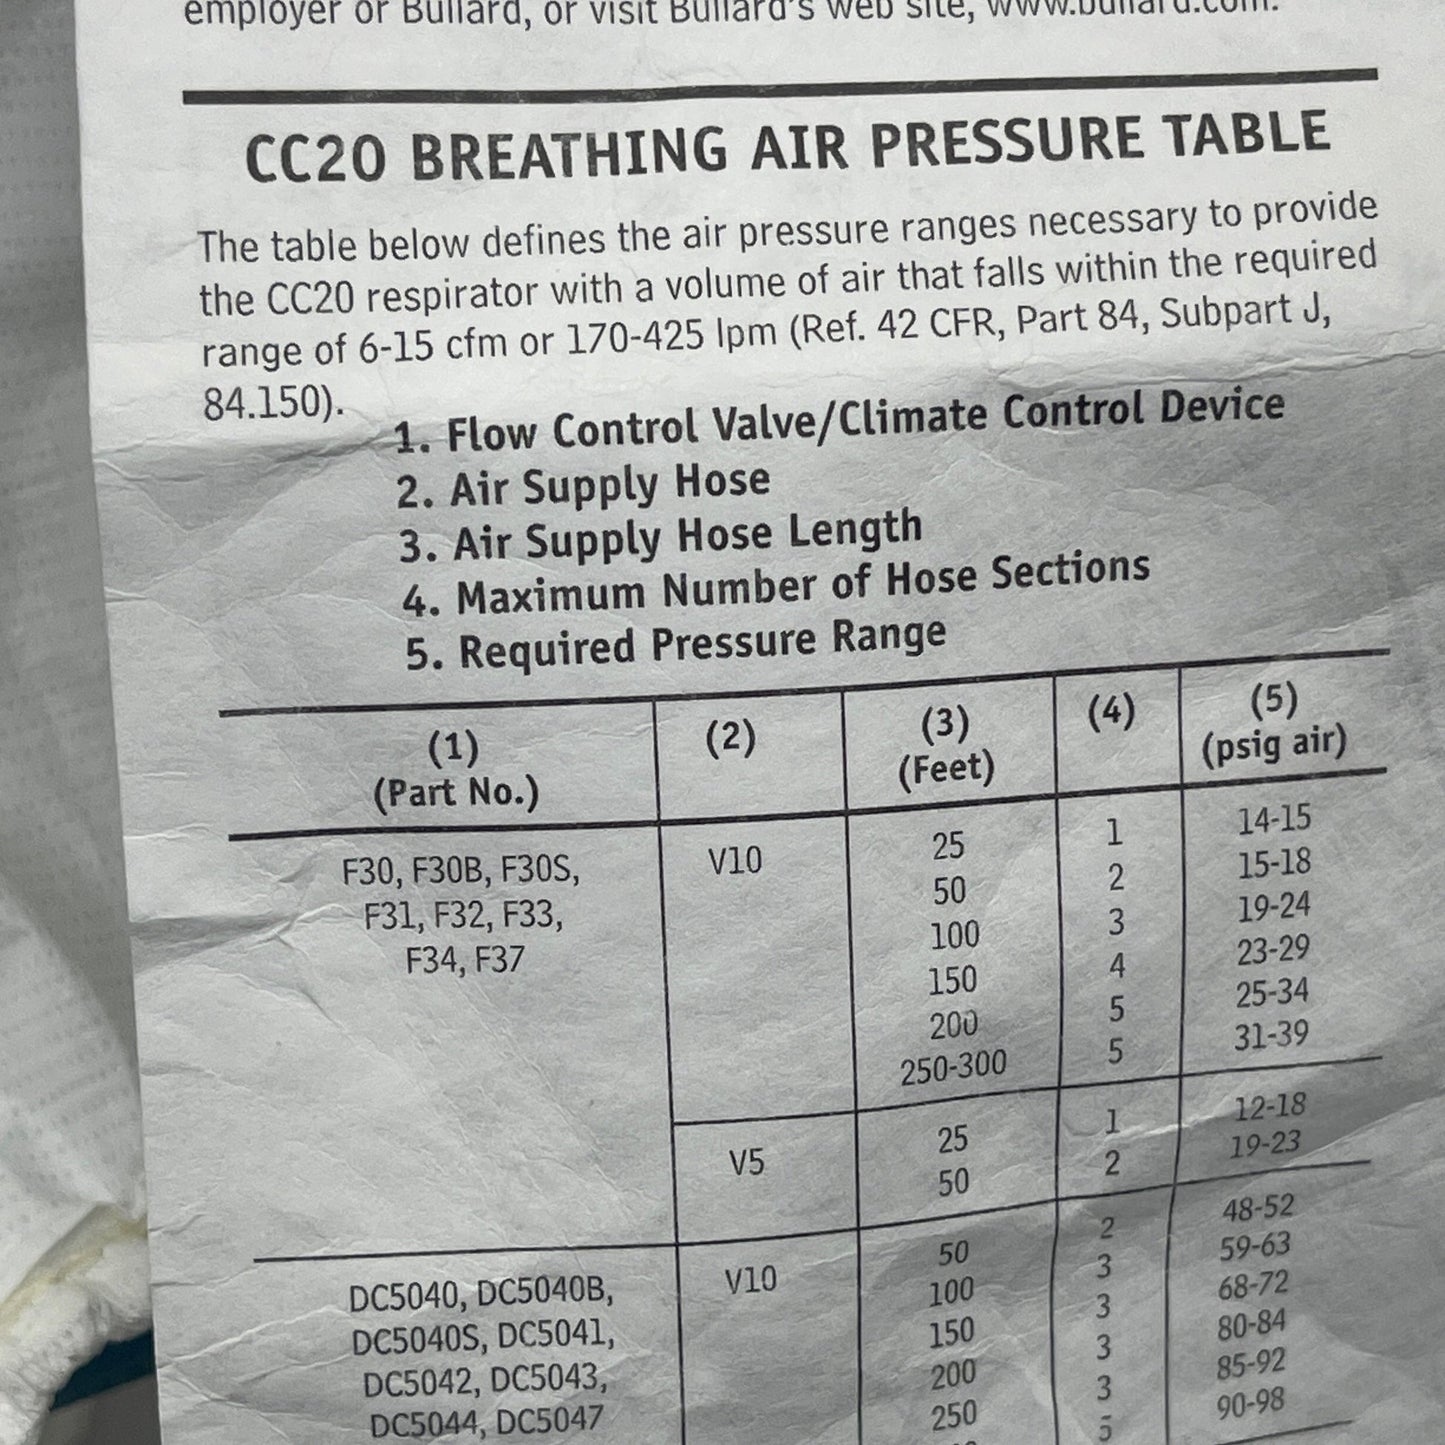 employer or Bullard, or visit Bullard's web site, www.bullard.com.
CC20 BREATHING AIR PRESSURE TABLE
The table below defines the air pressure ranges necessary to provide
the CC20 respirator with a volume of air that falls within the required
range of 6-15 cfm or 170-425 lpm (Ref. 42 CFR, Part 84, Subpart J,
84.150).
1. Flow Control Valve/Climate Control Device
2. Air Supply Hose
3. Air Supply Hose Length
4. Maximum Number of Hose Sections
5. Required Pressure Range
(1) (2) (3) (4) (5)
(Part No.) (Feet) (psig air)
F30, F30B, F30S, V10 25 1 14-15
F31, F32, F33, 50 2 15-18
F34, F37 100 3 19-24
150 4 23-29
200 5 25-34
250-300 5 31-39
V5 25 1 12-18
50 2 19-23
DC5040, DC5040B, V10 50 2 48-52
DC5040S, DC5041, 100 3 59-63
DC5042, DC5043, 150 3 68-72
DC5044, DC5047 200 3 80-84
250 3 85-92
5 90-98